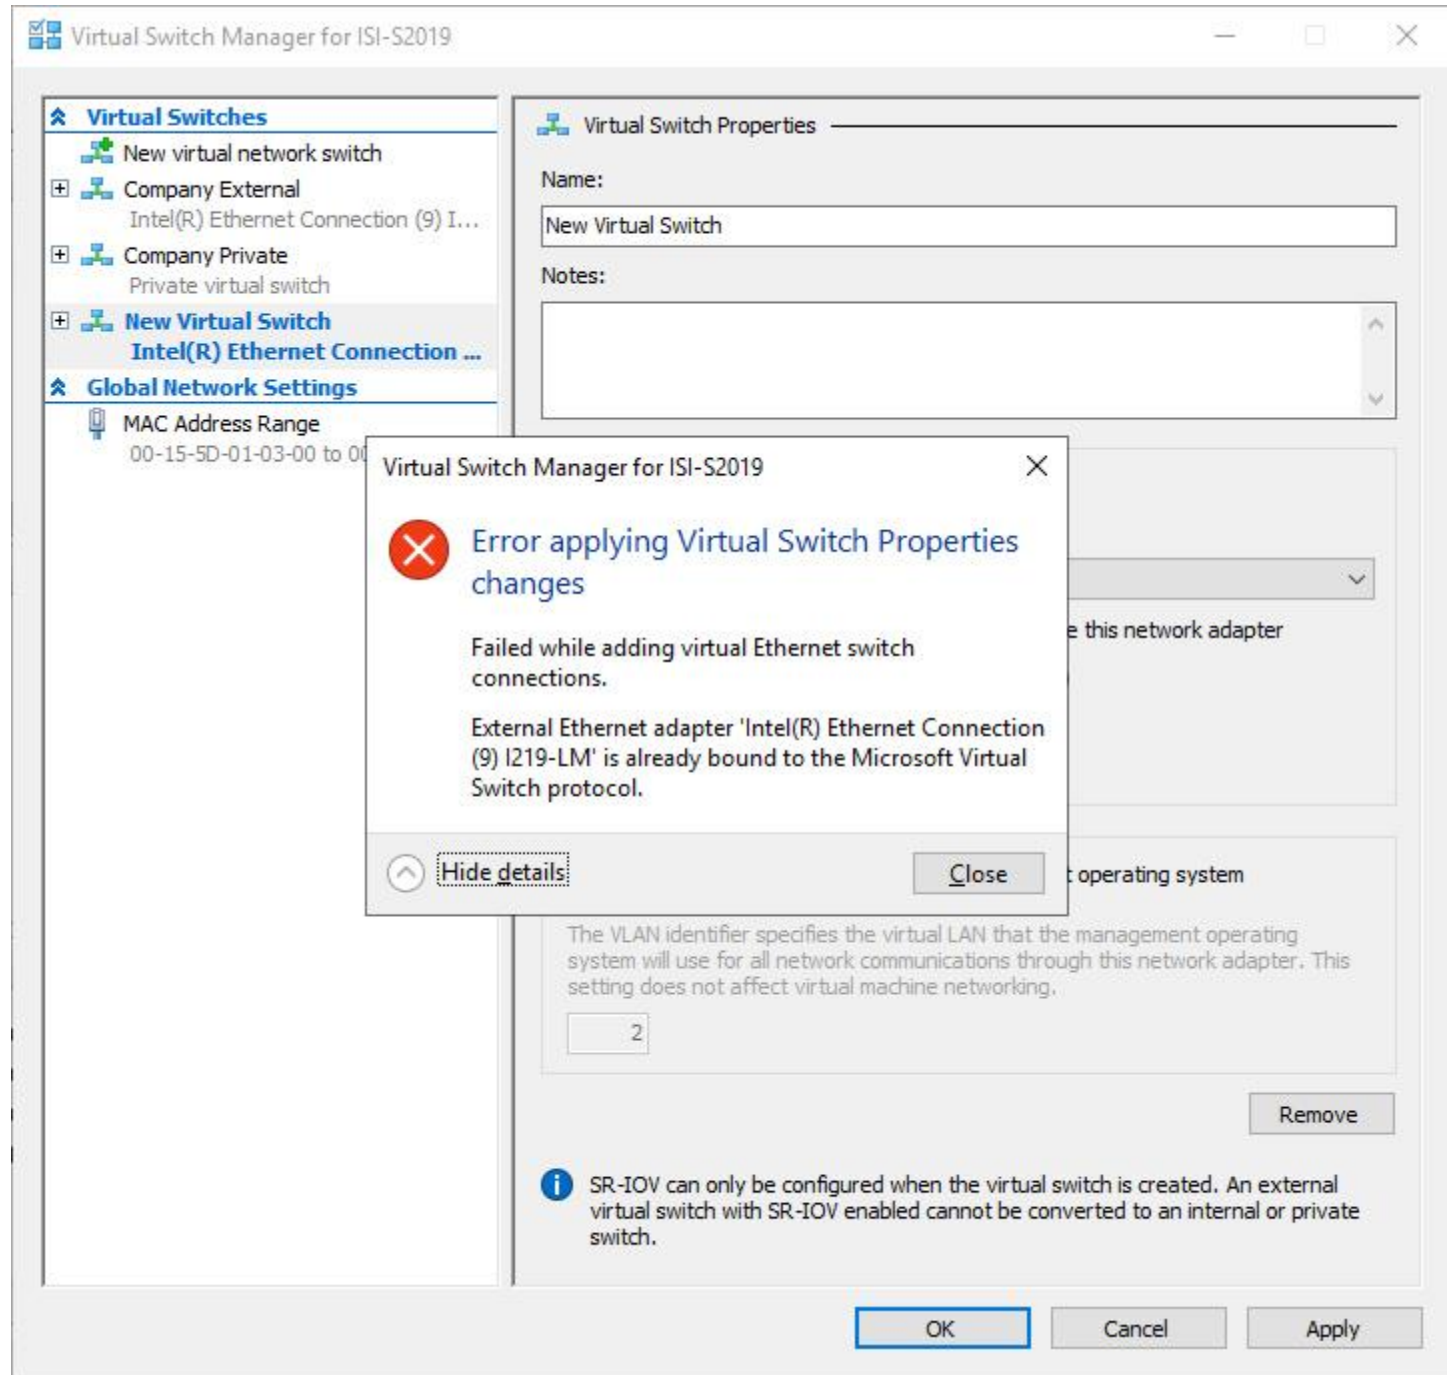 Virtual Switch Manager for ISI-S2019
Virtual Switches
New virtual network switch
Company External
Intel(R) Ethernet Connection (9) I...
Company Private
Private virtual switch
New Virtual Switch
Intel(R) Ethernet Connection ...
Global Network Settings
MAC Address Range
00-15-5D-01-03-00 to
Virtual Switch Properties
Name:
New Virtual Switch
Notes:
this network adapter
Virtual Switch Manager for ISI-S2019
Error applying Virtual Switch Properties
changes
Failed while adding virtual Ethernet switch
connections.
External Ethernet adapter 'Intel(R) Ethernet Connection
(9) I219-LM' is already bound to the Microsoft Virtual
Switch protocol.
Hide details
Close
operating system
The VLAN identifier specifies the virtual LAN that the management operating
system will use for all network communications through this network adapter. This
setting does not affect virtual machine networking.
2
Remove
SR-IOV can only be configured when the virtual switch is created. An external
virtual switch with SR-IOV enabled cannot be converted to an internal or private
switch.
OK
Cancel
Apply